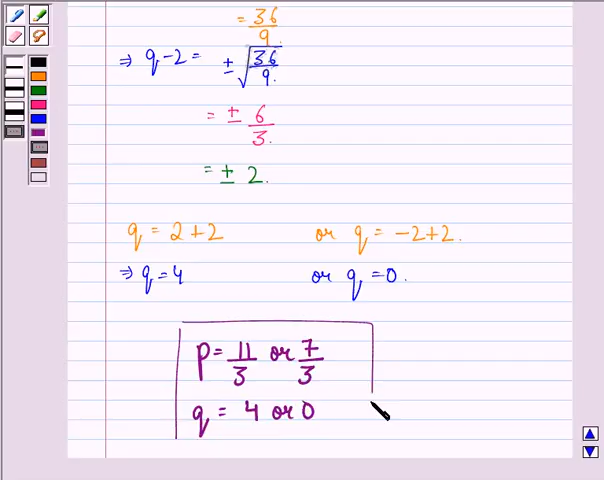 = 36/9
⇒ q-2 = ± √36/9.
= ± 6/3.
= ± 2.
q = 2+2 or q = -2+2.
⇒ q=4 or q=0.
p = 11/3 or 7/3
q = 4 or 0